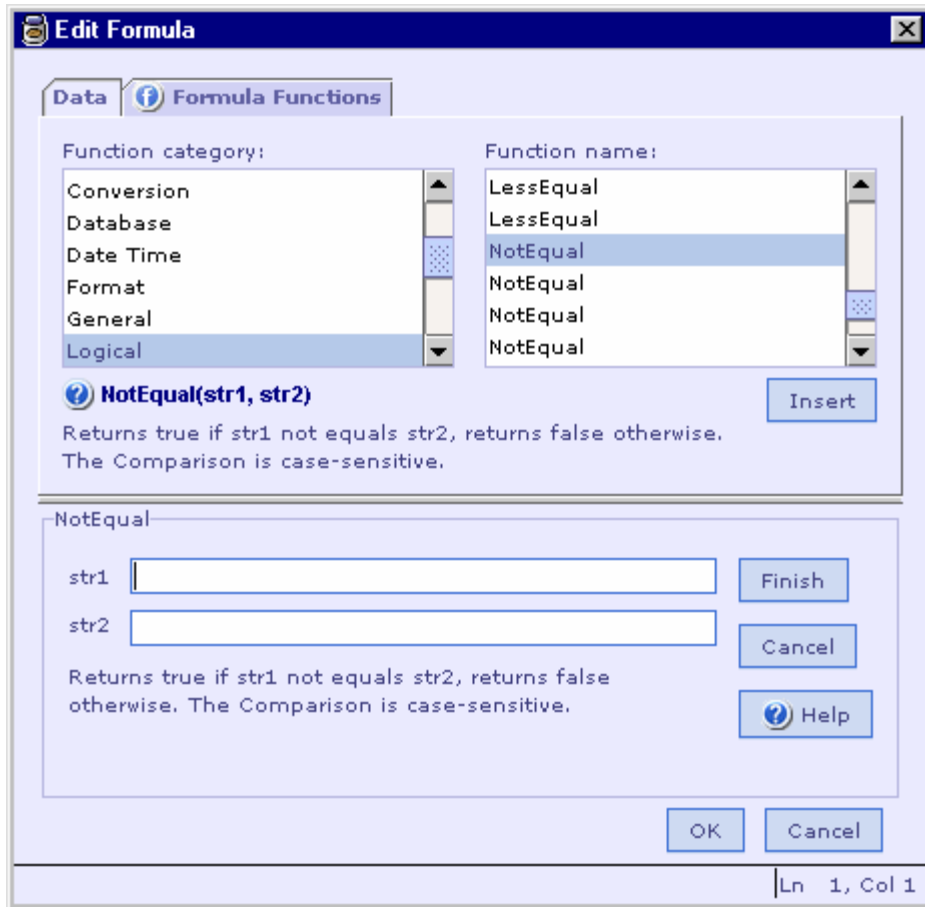 Edit Formula
Data
Formula Functions
Function category:
Conversion
Database
Date Time
Format
General
Logical
Function name:
LessEqual
LessEqual
NotEqual
NotEqual
NotEqual
NotEqual
NotEqual(str1, str2)
Insert
Returns true if str1 not equals str2, returns false otherwise.
The Comparison is case-sensitive.
NotEqual
str1
Finish
str2
Cancel
Returns true if str1 not equals str2, returns false
otherwise. The Comparison is case-sensitive.
Help
OK
Cancel
Ln 1, Col 1